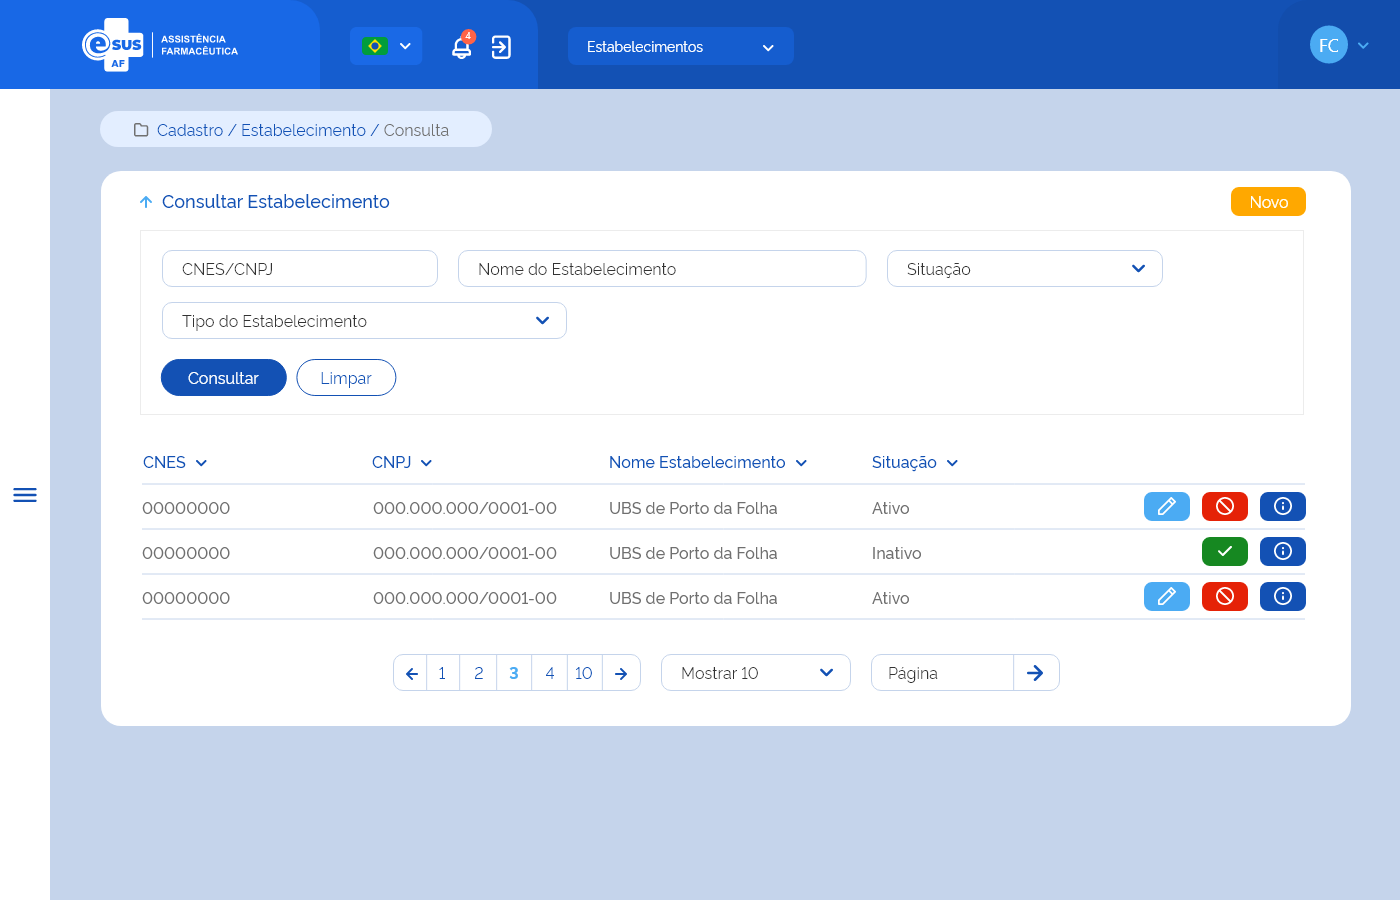 e sus AF
ASSISTÊNCIA
FARMACÊUTICA
4
Estabelecimentos
FC
Cadastro / Estabelecimento / Consulta
Consultar Estabelecimento
Novo
CNES/CNPJ
Nome do Estabelecimento
Situação
Tipo do Estabelecimento
Consultar
Limpar
CNES CNPJ Nome Estabelecimento Situação
00000000 000.000.000/0001-00 UBS de Porto da Folha Ativo
00000000 000.000.000/0001-00 UBS de Porto da Folha Inativo
00000000 000.000.000/0001-00 UBS de Porto da Folha Ativo
1 2 3 4 10
Mostrar 10
Página